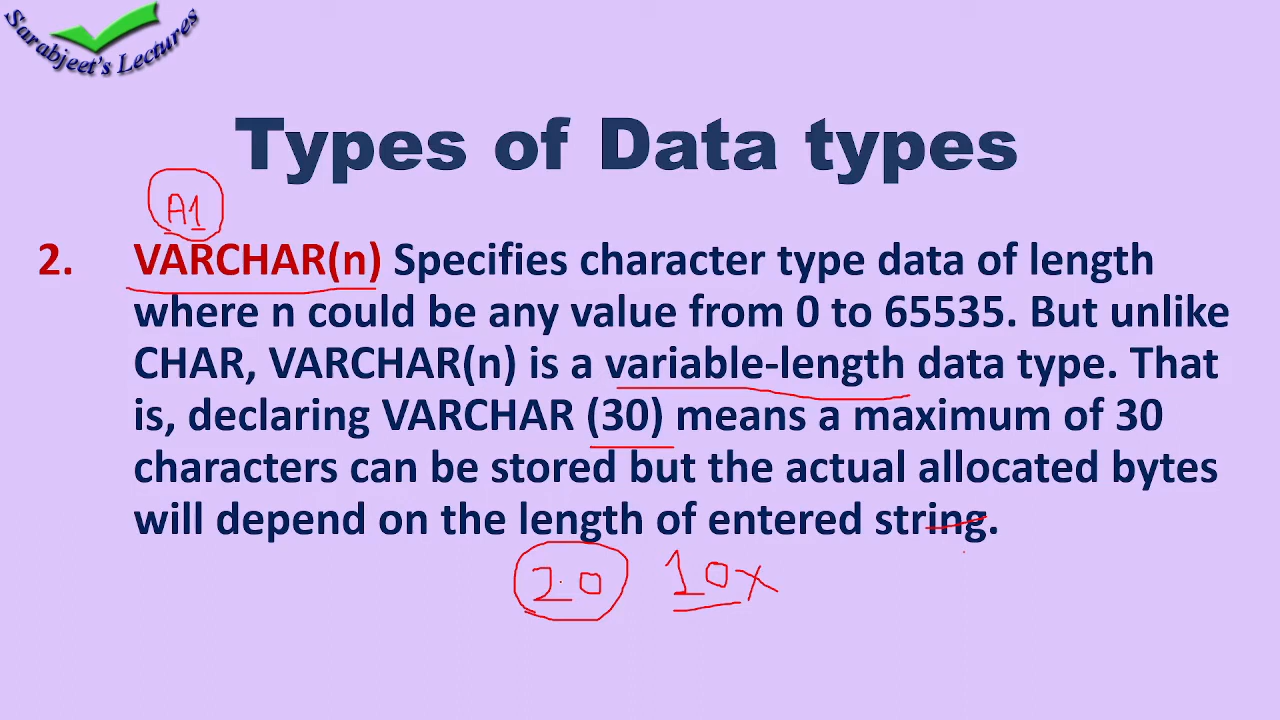 Sarabjeet's Lectures
Types of Data types
A1
2. VARCHAR(n) Specifies character type data of length
where n could be any value from 0 to 65535. But unlike
CHAR, VARCHAR(n) is a variable-length data type. That
is, declaring VARCHAR (30) means a maximum of 30
characters can be stored but the actual allocated bytes
will depend on the length of entered string.
20 10x